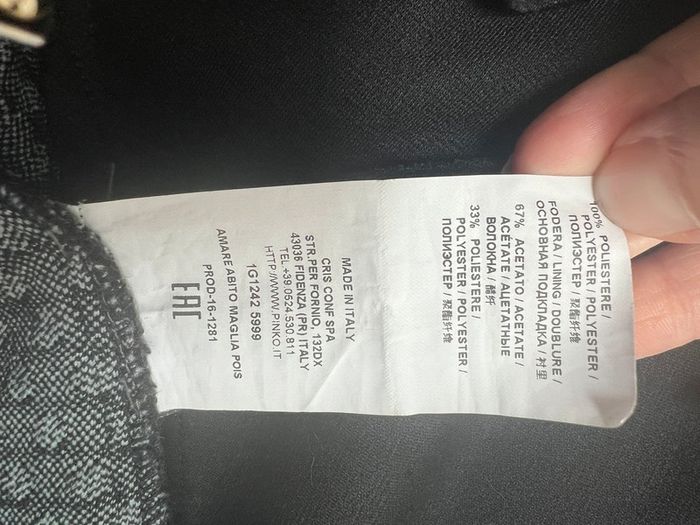 100% POLIESTERE /
POLYESTER / POLYESTER /
ПОЛИЭСТЕР / 聚酯纤维
FODERA / LINING / DOUBLURE /
ОСНОВНАЯ ПОДКЛАДКА / 衬里
67% ACETATO / ACETATE /
ACÉTATE / АЦЕТАТНЫЕ
ВОЛОКНА / 醋纤
33% POLIESTERE /
POLYESTER / POLYESTER /
ПОЛИЭСТЕР / 聚酯纤维
MADE IN ITALY
CRIS CONF SPA
STR.PER FORNIO, 132DX
43036 FIDENZA (PR) ITALY
TEL.+39.0524.530.811
HTTP://WWW.PINKO.IT
1G1242 5999
AMARE ABITO MAGLIA POIS
PROD-16-1281
EAC